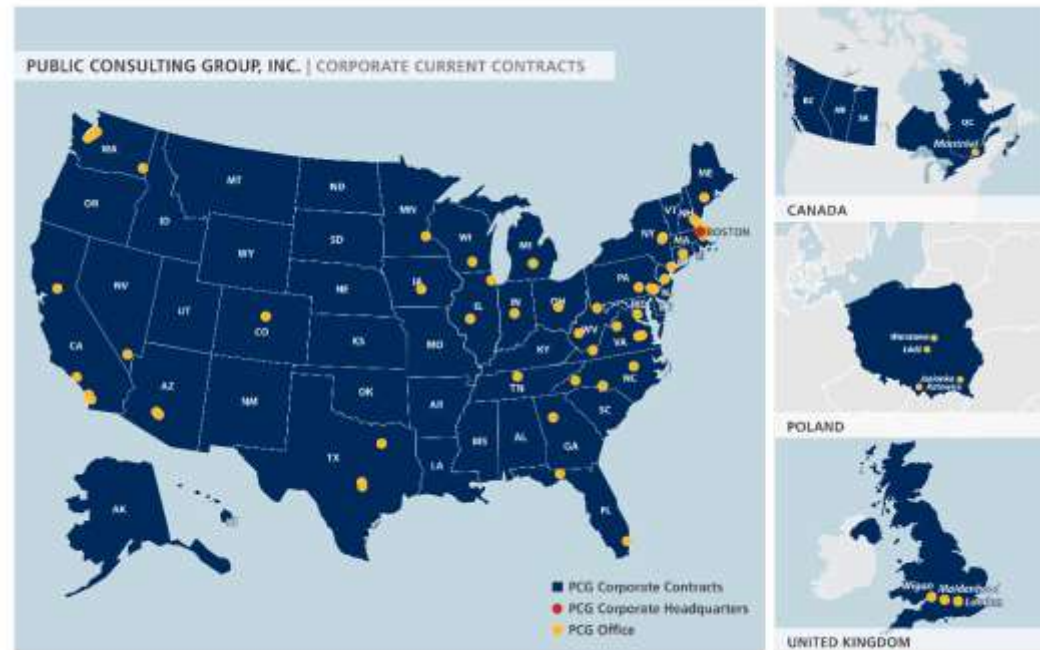 PUBLIC CONSULTING GROUP, INC. | CORPORATE CURRENT CONTRACTS
WA
MT
ND
MN
ME
OR
ID
SD
WI
MI
VT
NH
NY
BOSTON
MA
WY
IA
NE
PA
NJ
NV
UT
CO
IL
IN
OH
MD
WV
VA
CA
KS
MO
KY
NC
TN
AZ
NM
OK
AR
SC
MS
AL
GA
TX
LA
FL
AK
PCG Corporate Contracts
PCG Corporate Headquarters
PCG Office
BC
AB
SK
QC
Montréal
CANADA
Warszawa
Łódź
Katowice
POLAND
Wigan
Maidenhead
London
UNITED KINGDOM